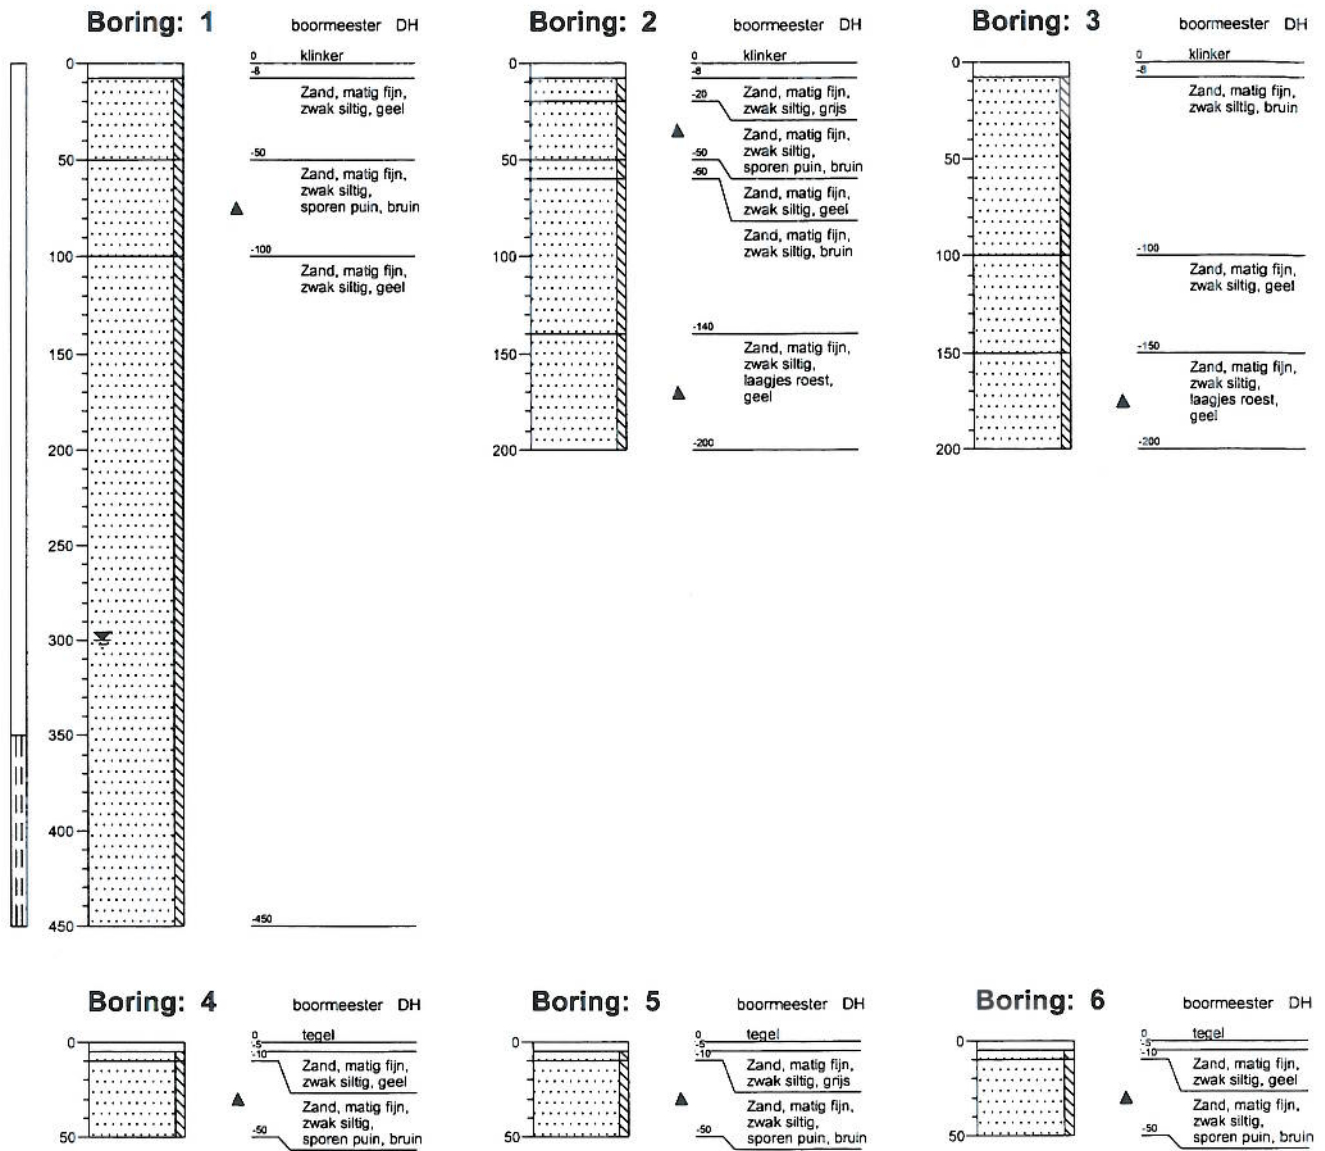 Boring: 1 boormeester DH
0 klinker
-8
Zand, matig fijn,
zwak siltig, geel
-50
Zand, matig fijn,
zwak siltig,
sporen puin, bruin
-100
Zand, matig fijn,
zwak siltig, geel
-450
0
50
100
150
200
250
300
350
400
450
Boring: 2 boormeester DH
0 klinker
-8
Zand, matig fijn,
zwak siltig, grijs
-20
Zand, matig fijn,
zwak siltig,
sporen puin, bruin
-50
Zand, matig fijn,
zwak siltig, geel
-60
Zand, matig fijn,
zwak siltig, bruin
-140
Zand, matig fijn,
zwak siltig,
laagjes roest,
geel
-200
0
50
100
150
200
Boring: 3 boormeester DH
0 klinker
-8
Zand, matig fijn,
zwak siltig, bruin
-100
Zand, matig fijn,
zwak siltig, geel
-150
Zand, matig fijn,
zwak siltig,
laagjes roest,
geel
-200
0
50
100
150
200
Boring: 4 boormeester DH
0 tegel
-5
-10
Zand, matig fijn,
zwak siltig, geel
Zand, matig fijn,
zwak siltig,
-50
sporen puin, bruin
0
50
Boring: 5 boormeester DH
0 tegel
-5
-10
Zand, matig fijn,
zwak siltig, grijs
Zand, matig fijn,
zwak siltig,
-50
sporen puin, bruin
0
50
Boring: 6 boormeester DH
0 tegel
-5
-10
Zand, matig fijn,
zwak siltig, geel
Zand, matig fijn,
zwak siltig,
-50
sporen puin, bruin
0
50